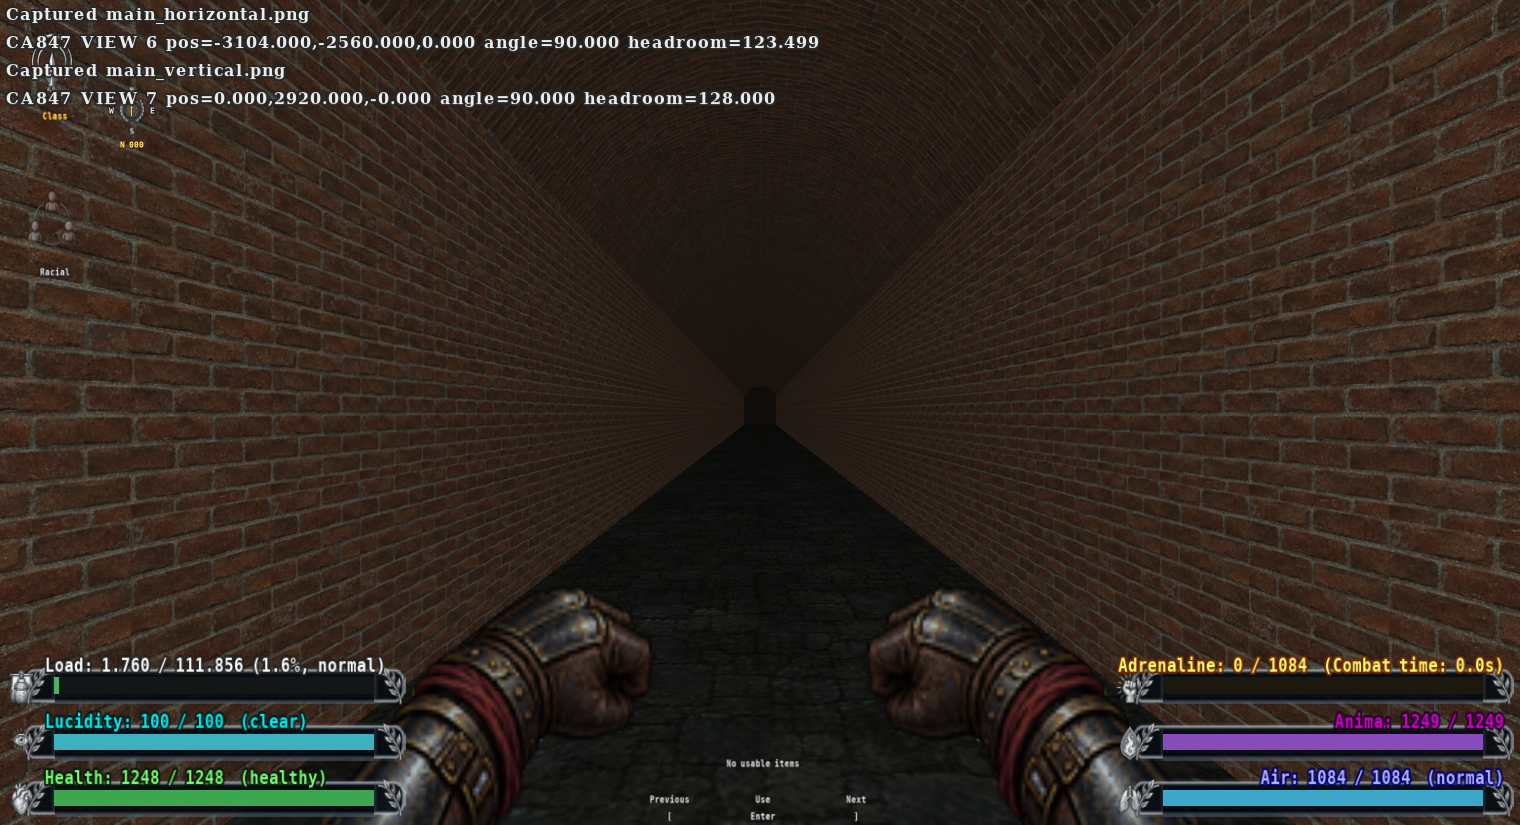 Captured main_horizontal.png
CA847 VIEW 6 pos=-3104.000,-2560.000,0.000 angle=90.000 headroom=123.499
Captured main_vertical.png
CA847 VIEW 7 pos=0.000,2920.000,-0.000 angle=90.000 headroom=128.000
Class
N
W E
S
N 000
Racial
Load: 1.760 / 111.856 (1.6%, normal)
Adrenaline: 0 / 1084 (Combat time: 0.0s)
Lucidity: 100 / 100 (clear)
Anima: 1249 / 1249
Health: 1248 / 1248 (healthy)
Air: 1084 / 1084 (normal)
No usable items
Previous Use Next
[ Enter ]